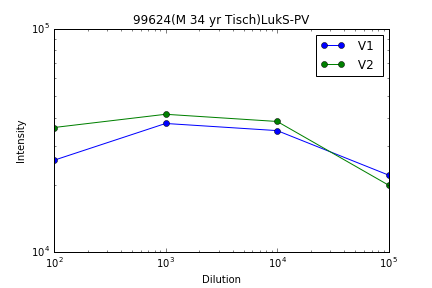 99624(M 34 yr Tisch)LukS-PV
V1
V2
Intensity
10^5
10^4
10^2 10^3 10^4 10^5
Dilution